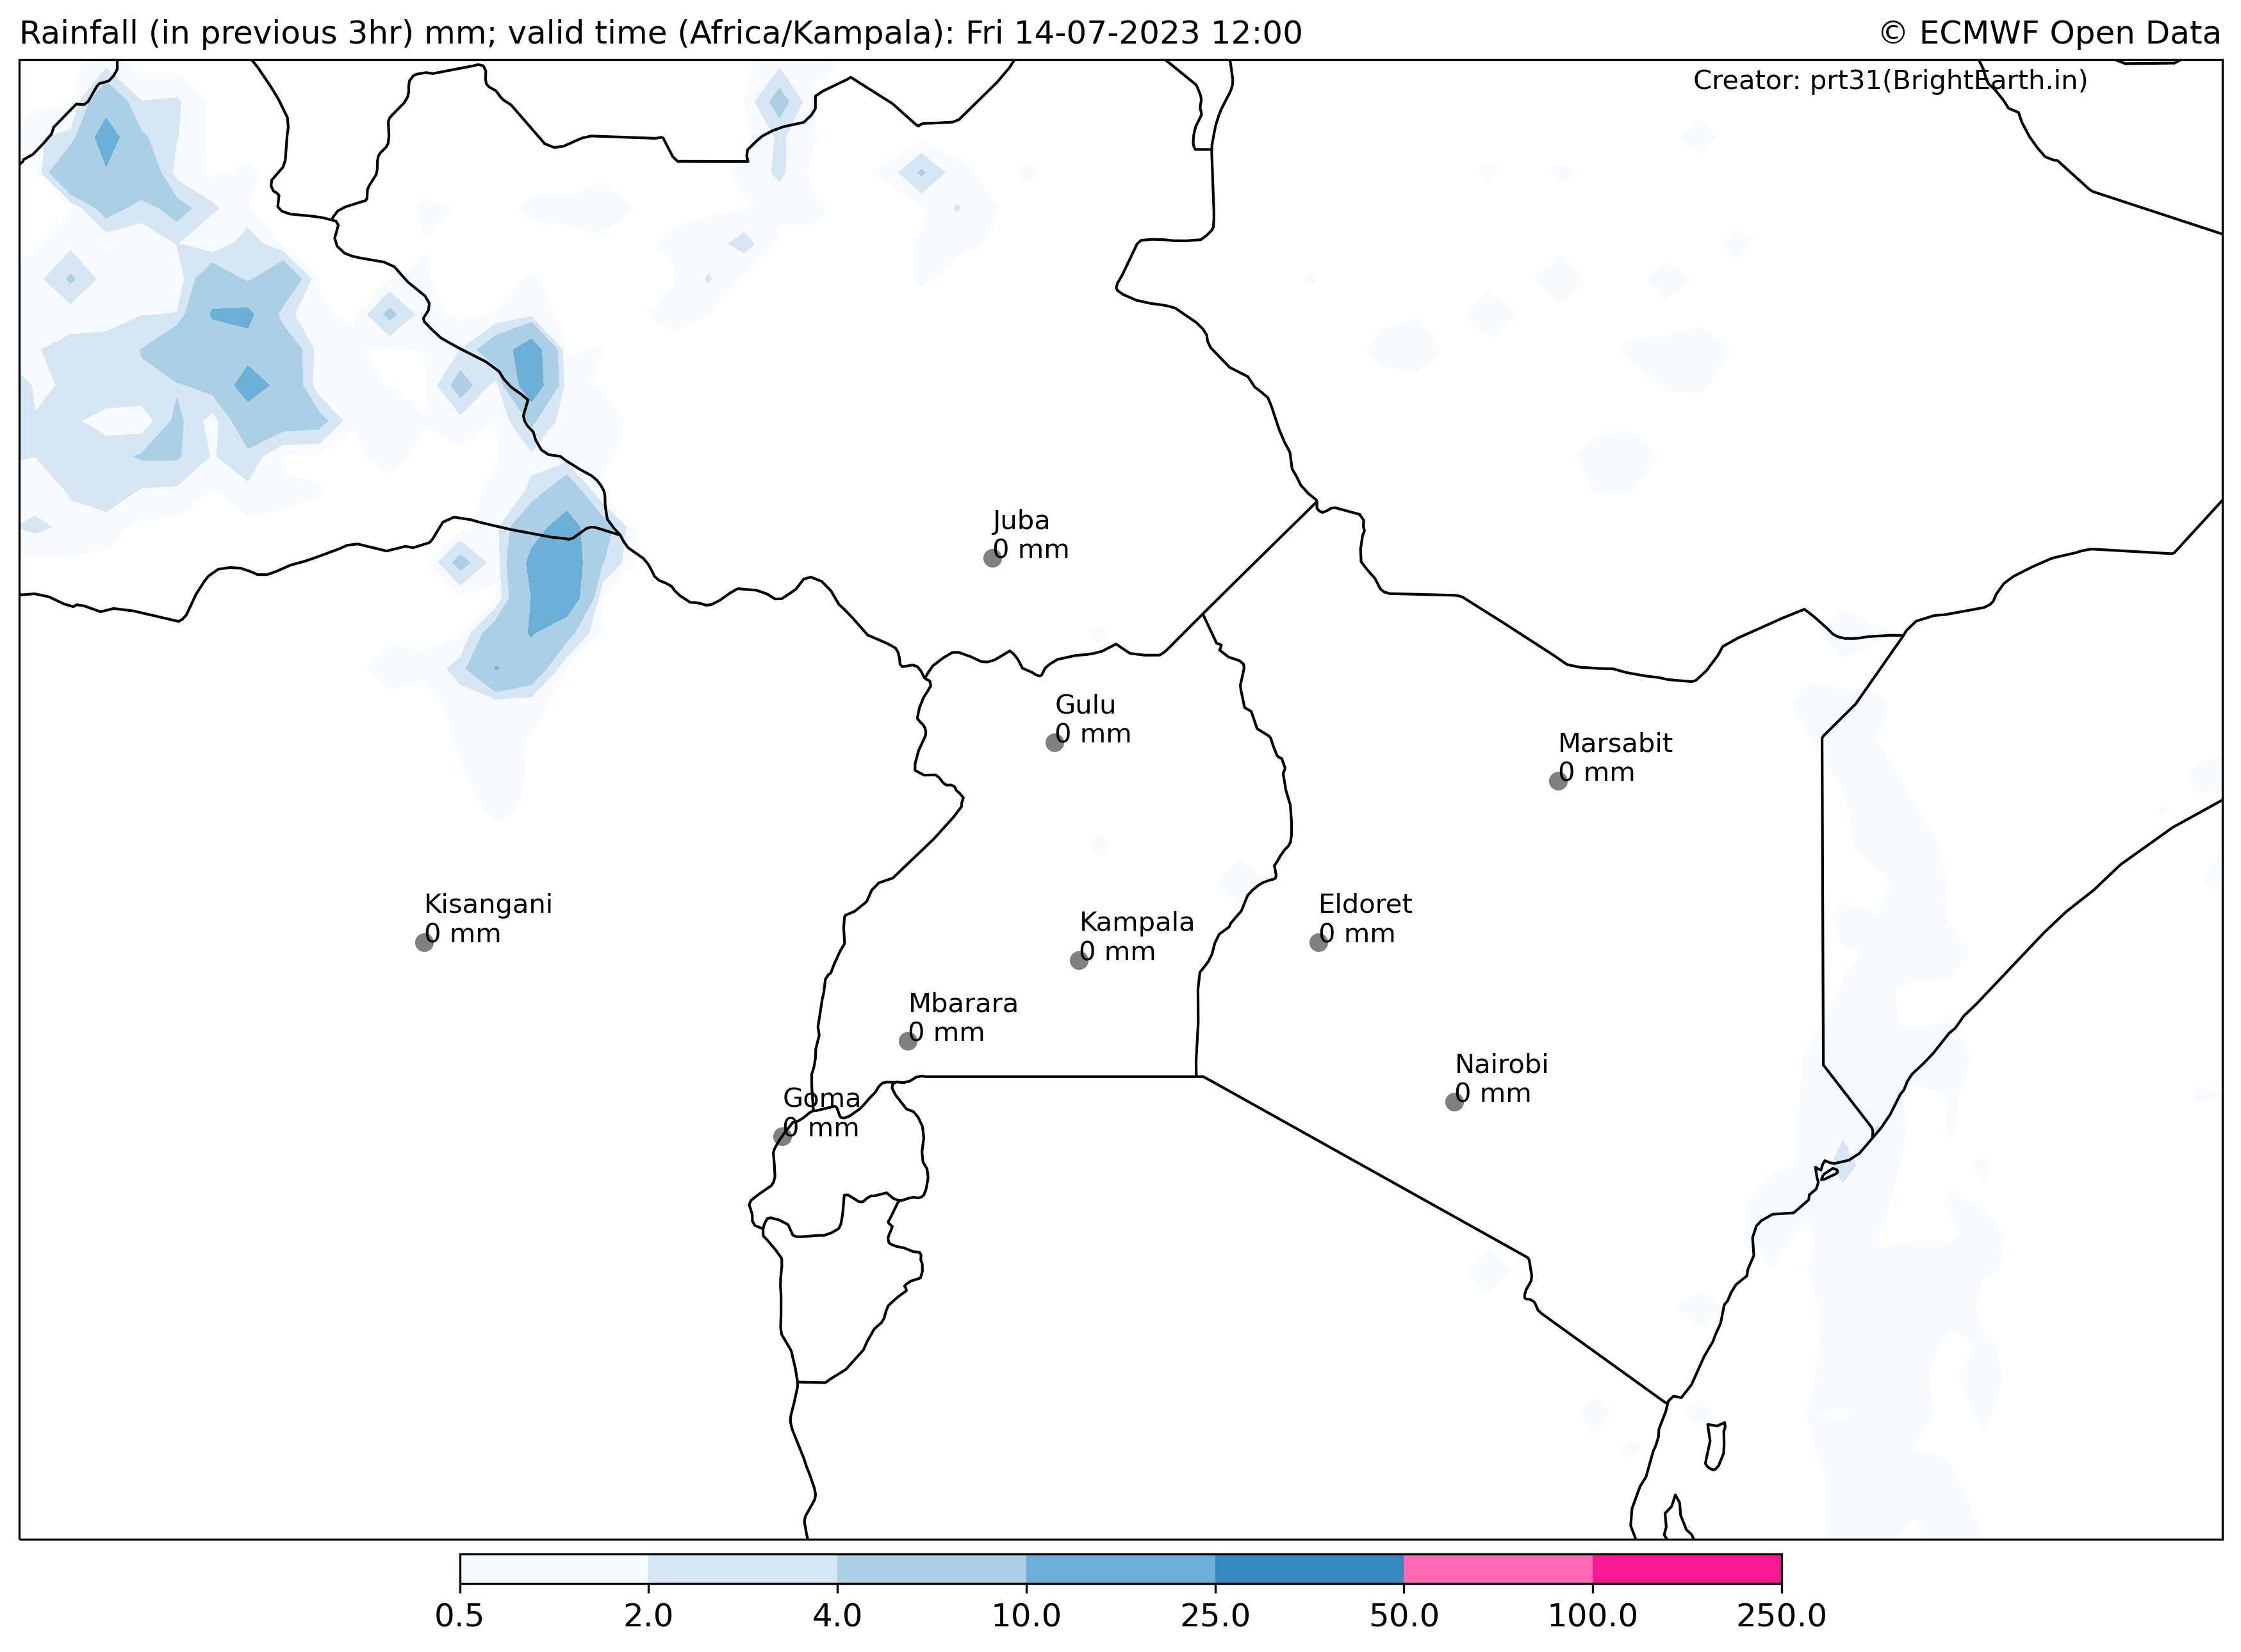 Rainfall (in previous 3hr) mm; valid time (Africa/Kampala): Fri 14-07-2023 12:00
© ECMWF Open Data
Creator: prt31(BrightEarth.in)
Juba
0 mm
Gulu
0 mm
Marsabit
0 mm
Kisangani
0 mm
Eldoret
0 mm
Kampala
0 mm
Mbarara
0 mm
Nairobi
0 mm
Goma
0 mm
0.5 2.0 4.0 10.0 25.0 50.0 100.0 250.0